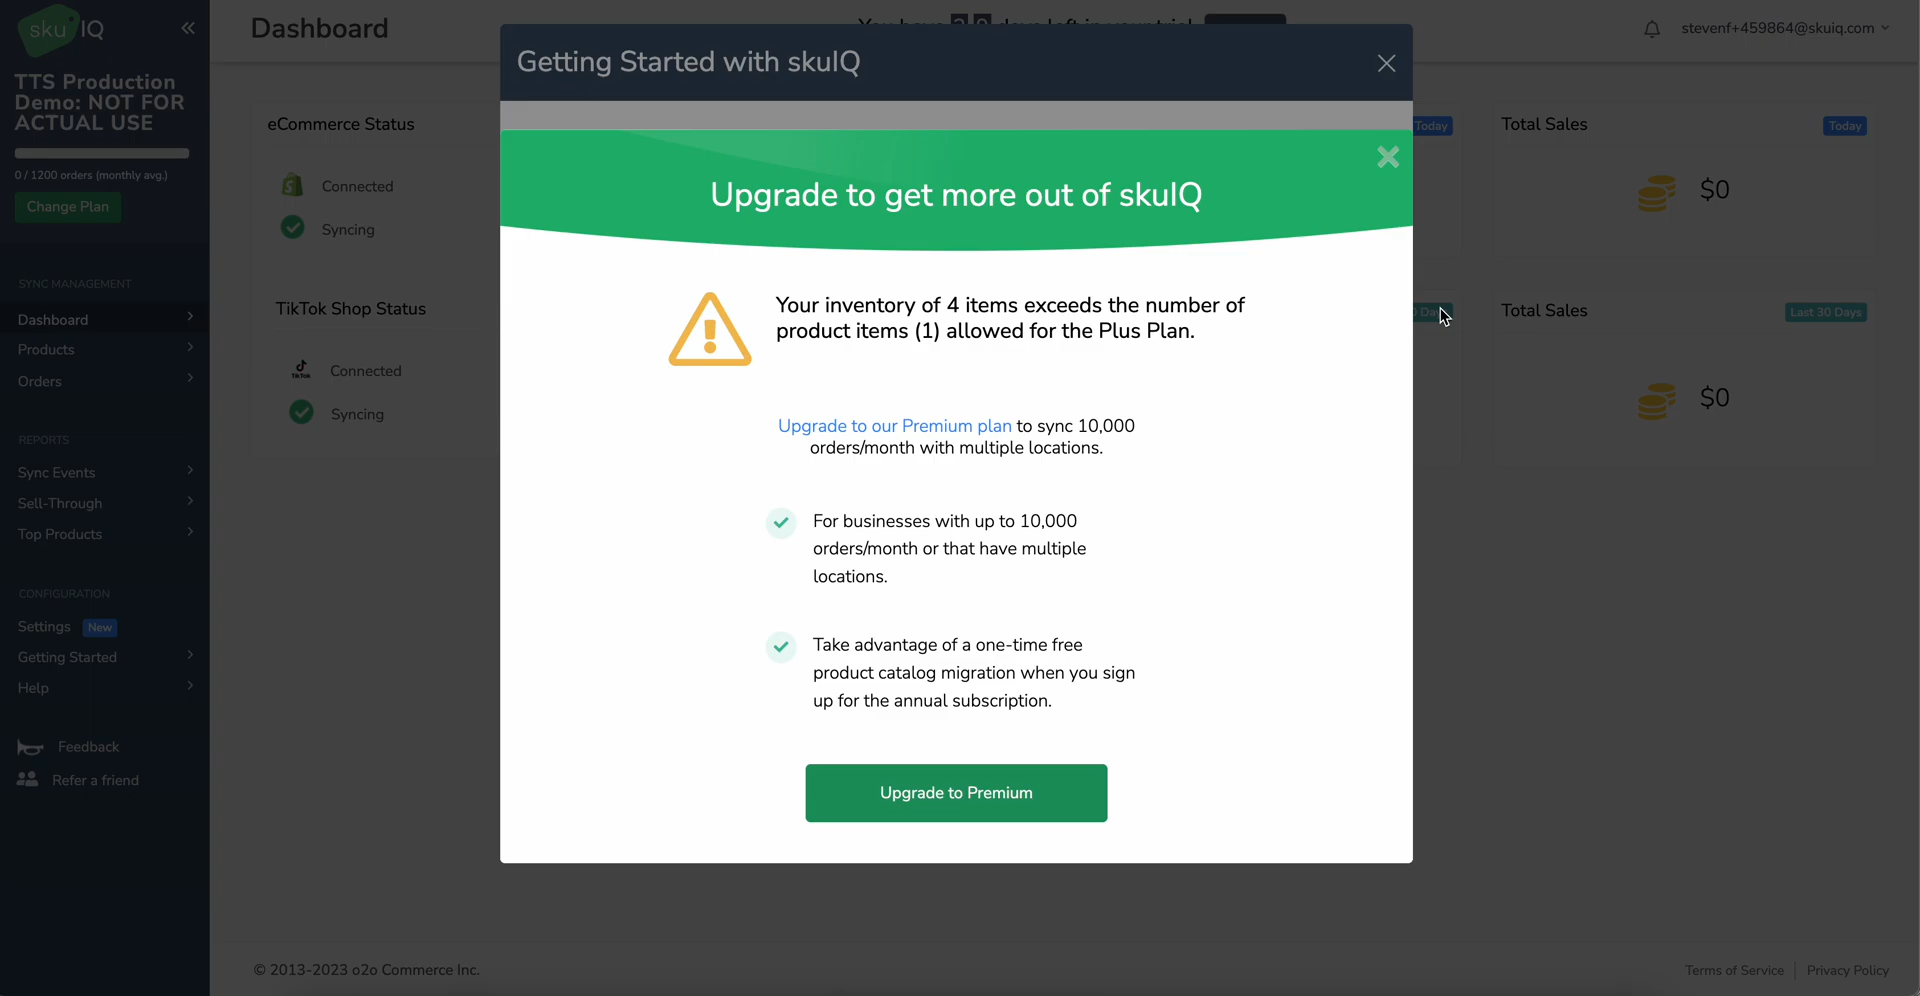 skuIQ
TTS Production
Demo: NOT FOR
ACTUAL USE
0 / 1200 orders (monthly avg.)
Change Plan
SYNC MANAGEMENT
Dashboard
Products
Orders
REPORTS
Sync Events
Sell-Through
Top Products
CONFIGURATION
Settings New
Getting Started
Help
Feedback
Refer a friend
Dashboard
stevenf+459864@skuiq.com
eCommerce Status
Connected
Syncing
TikTok Shop Status
TikTok
Connected
Syncing
Getting Started with skuIQ
Upgrade to get more out of skuIQ
Your inventory of 4 items exceeds the number of
product items (1) allowed for the Plus Plan.
Upgrade to our Premium plan to sync 10,000
orders/month with multiple locations.
For businesses with up to 10,000
orders/month or that have multiple
locations.
Take advantage of a one-time free
product catalog migration when you sign
up for the annual subscription.
Upgrade to Premium
Today
Total Sales Today
$0
Total Sales Last 30 Days
$0
© 2013-2023 o2o Commerce Inc.
Terms of Service
Privacy Policy